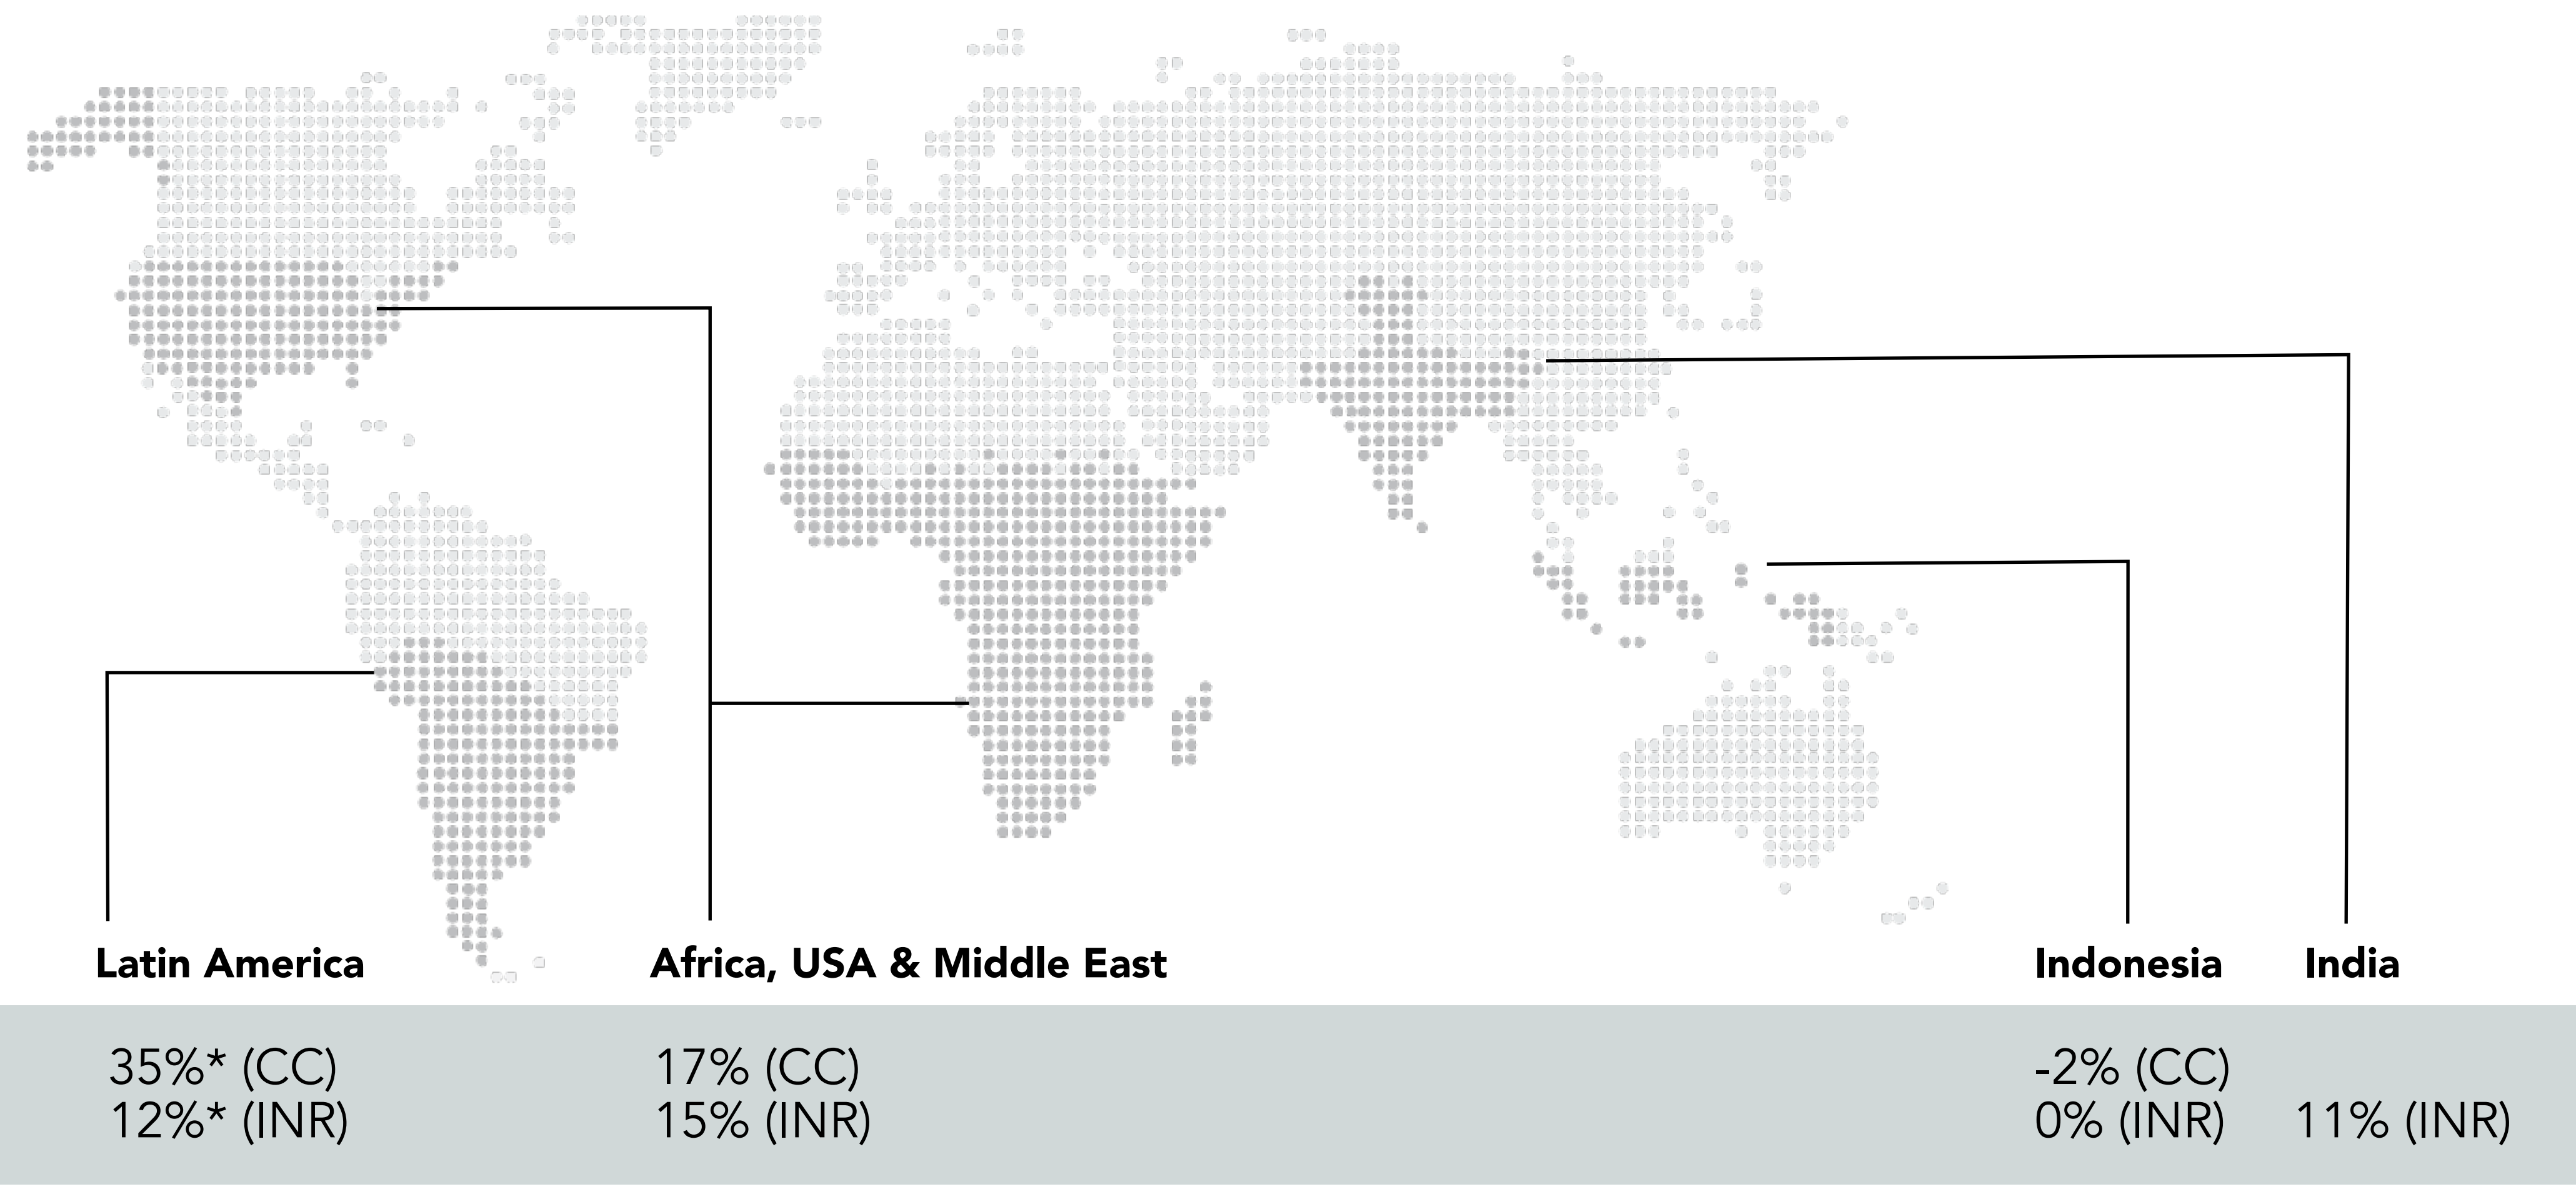 Latin America
Africa, USA & Middle East
Indonesia
India
35%* (CC)
12%* (INR)
17% (CC)
15% (INR)
-2% (CC)
0% (INR)
11% (INR)